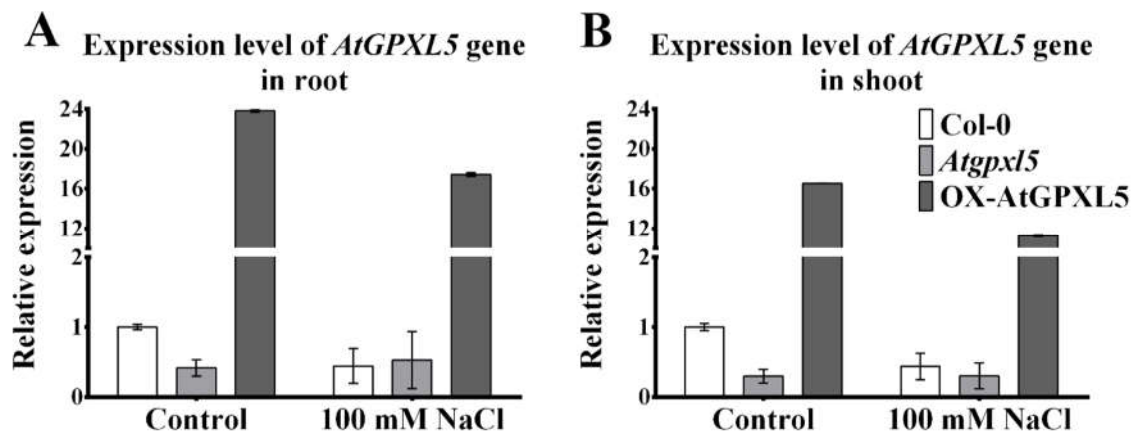 A
Expression level of AtGPXL5 gene
in root
Relative expression
24
20
16
12
2
1
0
Control
100 mM NaCl
B
Expression level of AtGPXL5 gene
in shoot
Relative expression
24
20
16
12
2
1
0
Col-0
Atgpxl5
OX-AtGPXL5
Control
100 mM NaCl